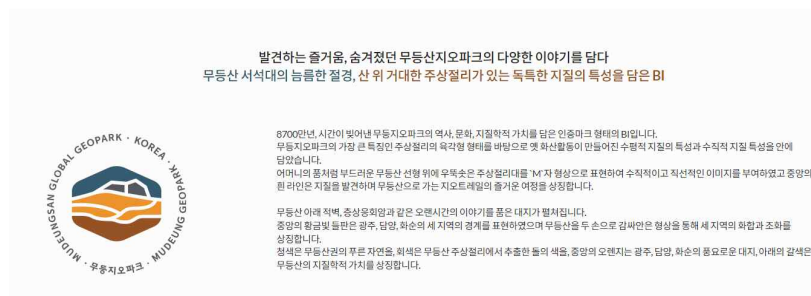 발견하는 즐거움, 숨겨졌던 무등산지오파크의 다양한 이야기를 담다
무등산 서석대의 늠름한 절경, 산 위 거대한 주상절리가 있는 독특한 지질의 특성을 담은 BI
MUDEUNGSAN GLOBAL GEOPARK · KOREA · MUDEUNG GEOPARK · 무등지오파크 ·
8700만년, 시간이 빚어낸 무등지오파크의 역사, 문화, 지질학적 가치를 담은 인증마크 형태의 BI입니다.
무등지오파크의 가장 큰 특징인 주상절리의 육각형 형태를 바탕으로 옛 화산활동이 만들어진 수평적 지질의 특성과 수직적 지질 특성을 안에
담았습니다.
어머니의 품처럼 부드러운 무등산 선형 위에 우뚝솟은 주상절리대를 `M`자 형상으로 표현하여 수직적이고 직선적인 이미지를 부여하였고 중앙의
흰 라인은 지질을 발견하며 무등산으로 가는 지오트레일의 즐거운 여정을 상징합니다.
무등산 아래 적벽, 층상응회암과 같은 오랜시간의 이야기를 품은 대지가 펼쳐집니다.
중앙의 황금빛 들판은 광주, 담양, 화순의 세 지역의 경계를 표현하였으며 무등산을 두 손으로 감싸안은 형상을 통해 세 지역의 화합과 조화를
상징합니다.
청색은 무등산권의 푸른 자연을, 회색은 무등산 주상절리에서 추출한 돌의 색을, 중앙의 오렌지는 광주, 담양, 화순의 풍요로운 대지, 아래의 갈색은
무등산의 지질학적 가치를 상징합니다.